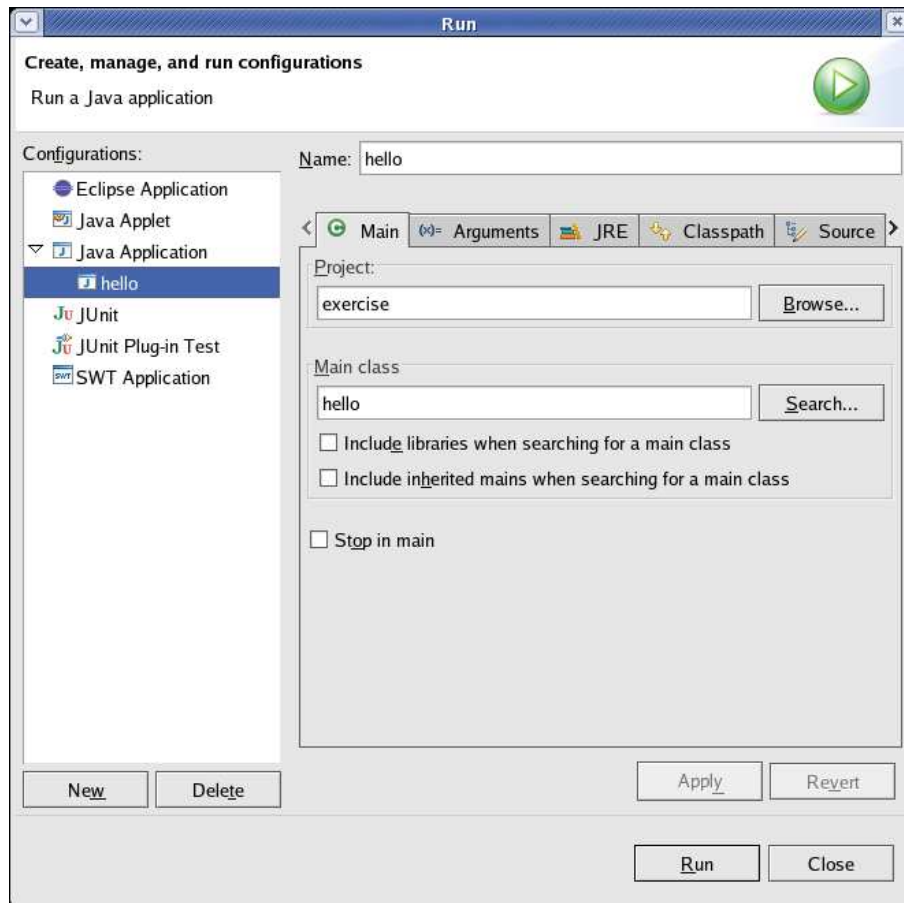 Run
Create, manage, and run configurations
Run a Java application
Configurations:
Eclipse Application
Java Applet
Java Application
hello
JUnit
JUnit Plug-in Test
SWT Application
New
Delete
Name:
hello
Main
(x)= Arguments
JRE
Classpath
Source
Project:
exercise
Browse...
Main class
hello
Search...
Include libraries when searching for a main class
Include inherited mains when searching for a main class
Stop in main
Apply
Revert
Run
Close